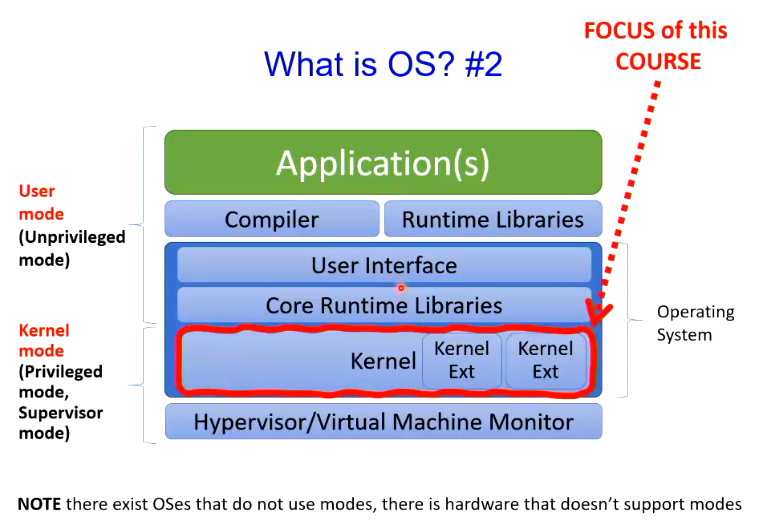 FOCUS of this
COURSE
What is OS? #2
Application(s)
User
mode
(Unprivileged
mode)
Compiler
Runtime Libraries
User Interface
Core Runtime Libraries
Operating
System
Kernel
mode
(Privileged
mode,
Supervisor
mode)
Kernel
Kernel
Ext
Kernel
Ext
Hypervisor/Virtual Machine Monitor
NOTE there exist OSes that do not use modes, there is hardware that doesn’t support modes